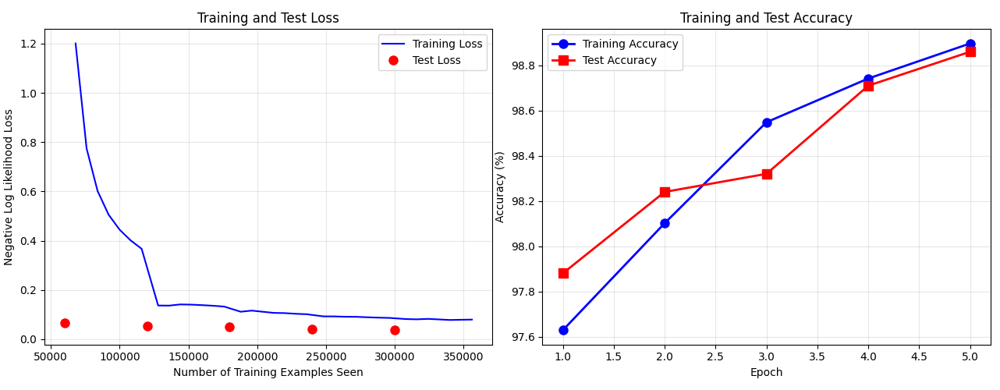 Training and Test Loss
Negative Log Likelihood Loss
1.2
1.0
0.8
0.6
0.4
0.2
0.0
Training Loss
Test Loss
50000 100000 150000 200000 250000 300000 350000
Number of Training Examples Seen
Training and Test Accuracy
Accuracy (%)
98.8
98.6
98.4
98.2
98.0
97.8
97.6
Training Accuracy
Test Accuracy
1.0 1.5 2.0 2.5 3.0 3.5 4.0 4.5 5.0
Epoch